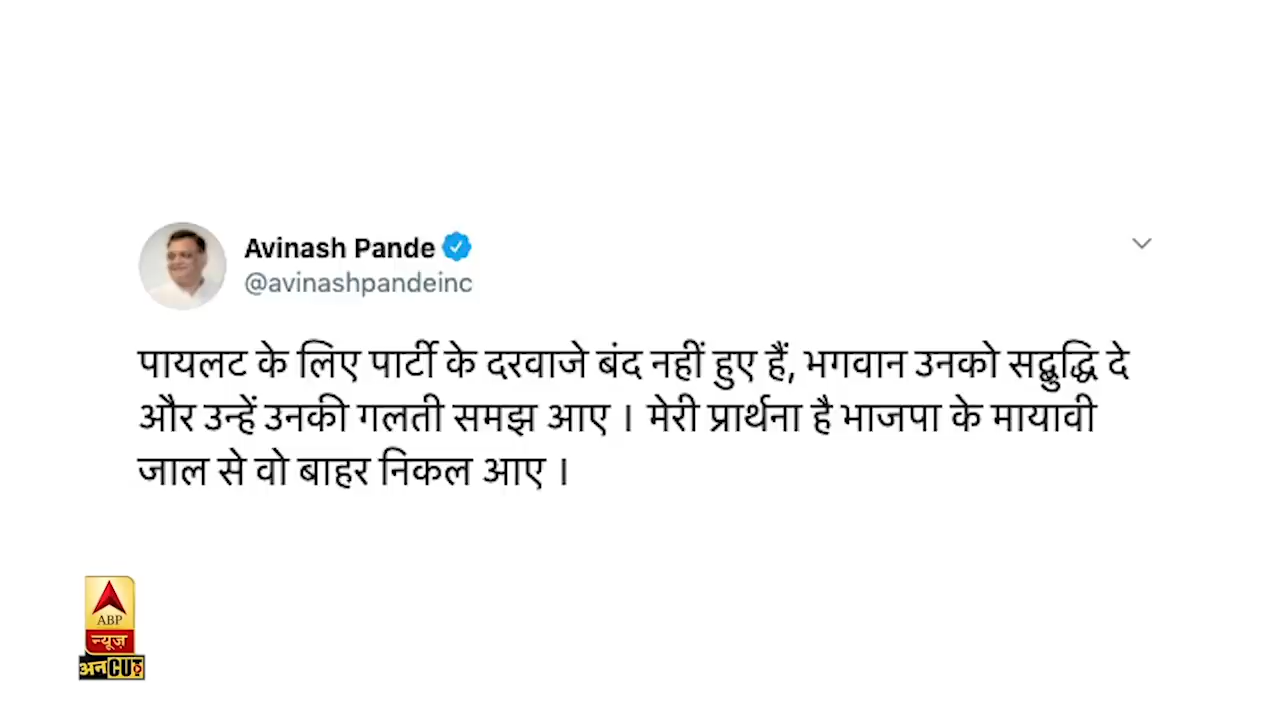 Avinash Pande
@avinashpandeinc
पायलट के लिए पार्टी के दरवाजे बंद नहीं हुए हैं, भगवान उनको सद्बुद्धि दे
और उन्हें उनकी गलती समझ आए । मेरी प्रार्थना है भाजपा के मायावी
जाल से वो बाहर निकल आए ।
ABP
न्यूज़
अनCUट